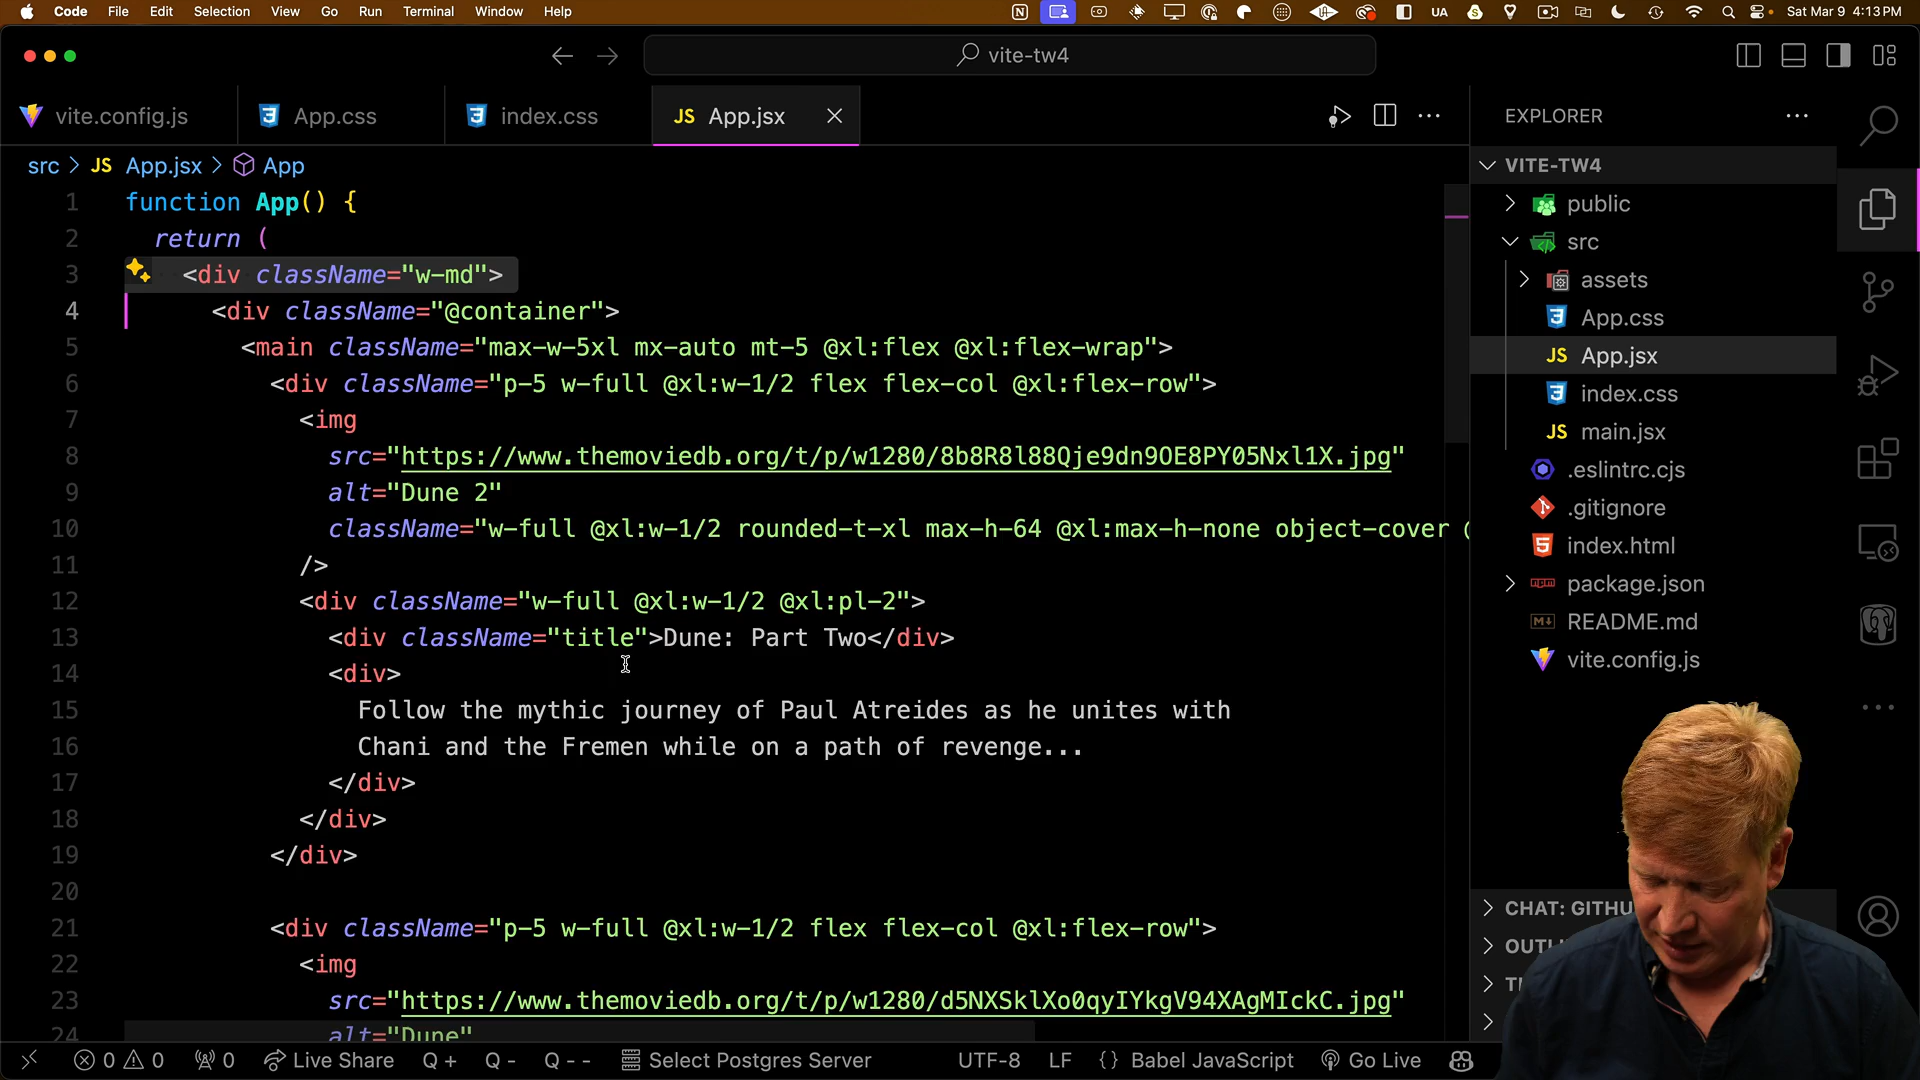 Code File Edit Selection View Go Run Terminal Window Help UA Sat Mar 9 4:13 PM
vite-tw4
vite.config.js App.css index.css JS App.jsx
src > JS App.jsx > App
1 function App() {
2 return (
3 <div className="w-md">
4 <div className="@container">
5 <main className="max-w-5xl mx-auto mt-5 @xl:flex @xl:flex-wrap">
6 <div className="p-5 w-full @xl:w-1/2 flex flex-col @xl:flex-row">
7 <img
8 src="https://www.themoviedb.org/t/p/w1280/8b8R8l88Qje9dn9OE8PY05Nxl1X.jpg"
9 alt="Dune 2"
10 className="w-full @xl:w-1/2 rounded-t-xl max-h-64 @xl:max-h-none object-cover @
11 />
12 <div className="w-full @xl:w-1/2 @xl:pl-2">
13 <div className="title">Dune: Part Two</div>
14 <div>
15 Follow the mythic journey of Paul Atreides as he unites with
16 Chani and the Fremen while on a path of revenge...
17 </div>
18 </div>
19 </div>
20
21 <div className="p-5 w-full @xl:w-1/2 flex flex-col @xl:flex-row">
22 <img
23 src="https://www.themoviedb.org/t/p/w1280/d5NXSklXo0qyIYkgV94XAgMIckC.jpg"
24 alt="Dune"
EXPLORER
VITE-TW4
public
src
assets
App.css
JS App.jsx
index.css
JS main.jsx
.eslintrc.cjs
.gitignore
index.html
package.json
README.md
vite.config.js
CHAT: GITHU
OUTLI
TI
0 0 0 Live Share Q + Q - Q - - Select Postgres Server UTF-8 LF {} Babel JavaScript Go Live